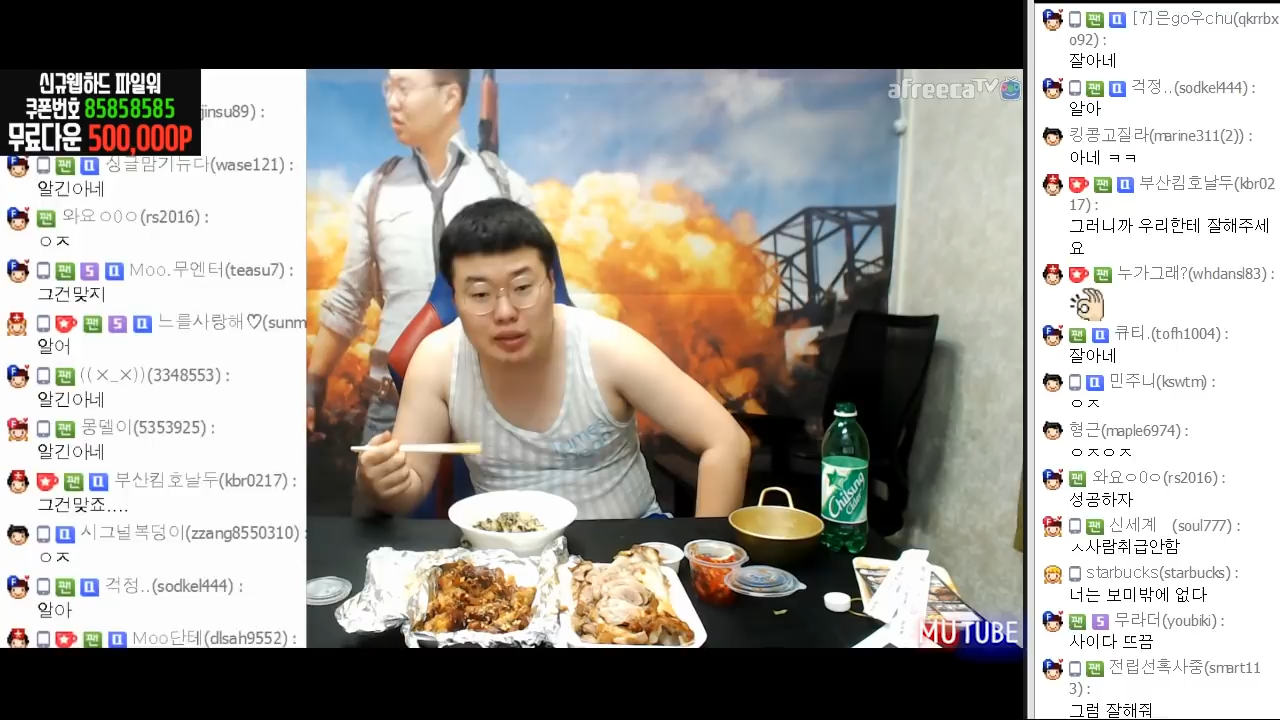 신규웹하드 파일워
쿠폰번호 85858585
무료다운 500,000P
jinsu89) :
싱글맘기뉴다(wase121) :
알긴아네
와요ㅇ0ㅇ(rs2016) :
ㅇㅈ
Moo.무엔터(teasu7) :
그건맞지
느를사랑해♡(sunm
알어
((×_×))(3348553) :
알긴아네
몽델이(5353925) :
알긴아네
부산킴호날두(kbr0217) :
그건맞죠....
시그널복덩이(zzang8550310) :
ㅇㅈ
걱정..(sodkel444) :
알아
Moo단테(dlsah9552) :
afreecaTV
Chilsung
Cider
MUTUBE
[7]은go우chu(qkrrbx
o92) :
잘아네
걱정..(sodkel444) :
알아
킹콩고질라(marine311(2)) :
아네 ㅋㅋ
부산킴호날두(kbr02
17) :
그러니까 우리한테 잘해주세
요
누가그래?(whdansl83) :
큐티.(tofh1004) :
잘아네
민주니(kswtm) :
ㅇㅈ
형근(maple6974) :
ㅇㅈㅇㅈ
와요ㅇ0ㅇ(rs2016) :
성공하자
신세계 (soul777) :
ㅅ사람취급안함
starbucks(starbucks) :
너는 보미밖에 없다
무라더(youbiki) :
사이다 뜨끔
전립선혹사중(smart11
3) :
그럼 잘해줘